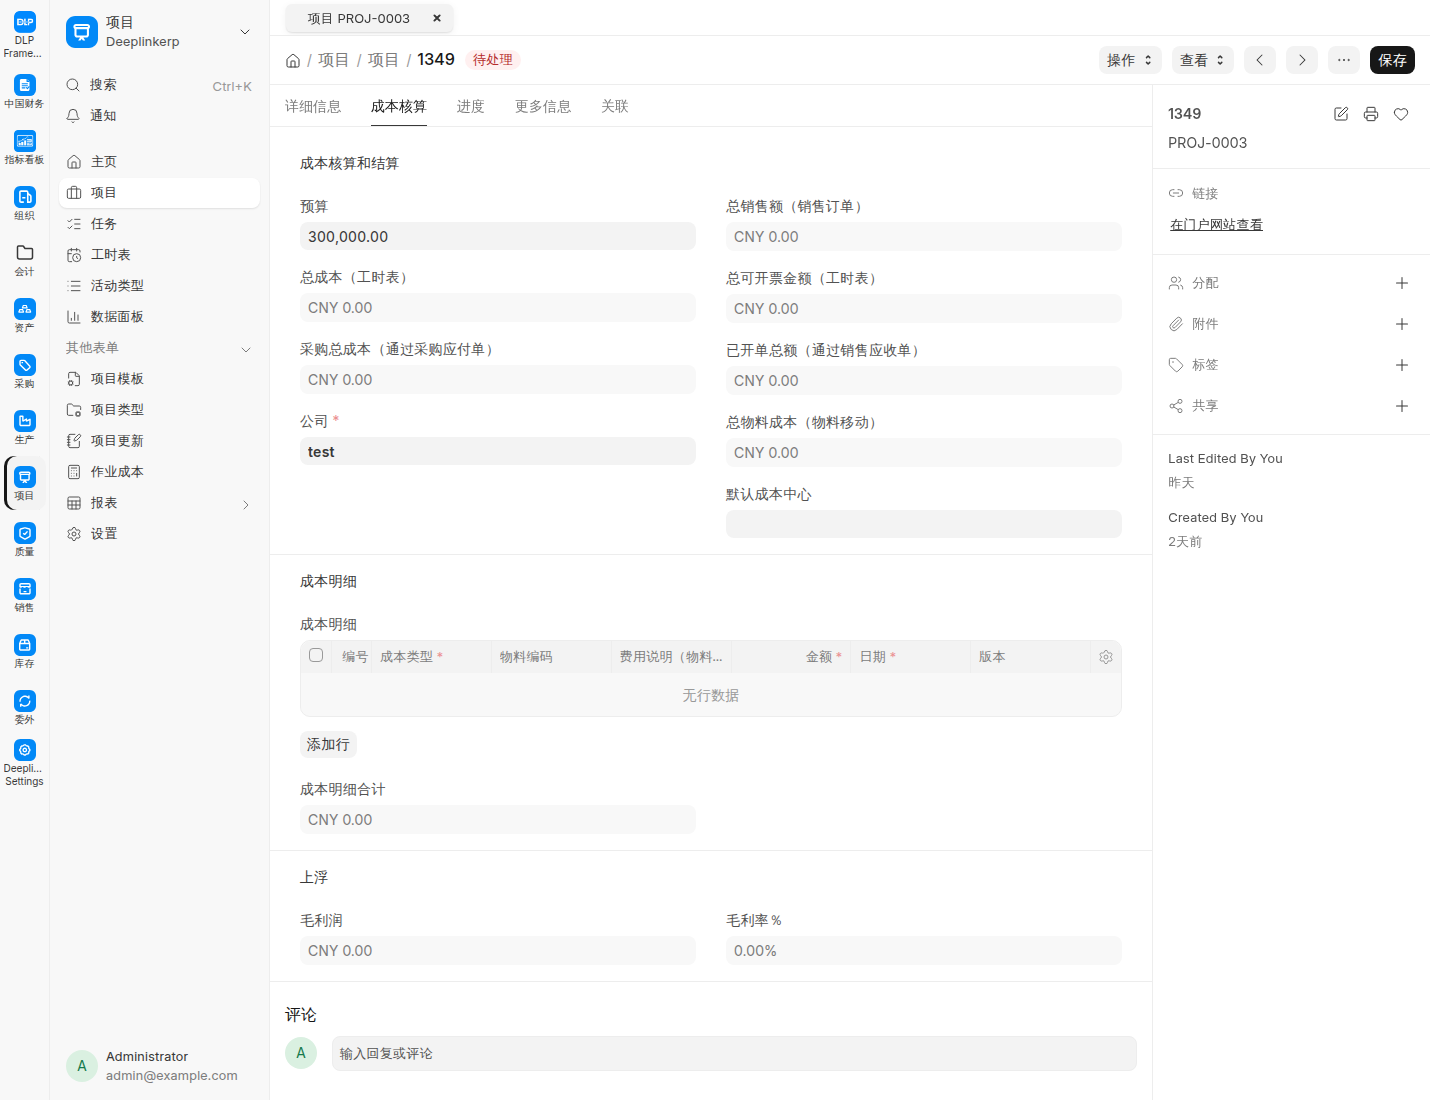 DLP
DLP
Frame...
中国财务
指标看板
组织
会计
资产
采购
生产
项目
质量
销售
库存
委外
Deepli...
Settings
项目
Deeplinkerp
搜索 Ctrl+K
通知
主页
项目
任务
工时表
活动类型
数据面板
其他表单
项目模板
项目类型
项目更新
作业成本
报表
设置
A
Administrator
admin@example.com
项目 PROJ-0003 ×
/ 项目 / 项目 / 1349 待处理
操作 查看 ... 保存
详细信息 成本核算 进度 更多信息 关联
成本核算和结算
预算
300,000.00
总成本（工时表）
CNY 0.00
采购总成本（通过采购应付单）
CNY 0.00
公司 *
test
总销售额（销售订单）
CNY 0.00
总可开票金额（工时表）
CNY 0.00
已开单总额（通过销售应收单）
CNY 0.00
总物料成本（物料移动）
CNY 0.00
默认成本中心
成本明细
成本明细
编号 成本类型 * 物料编码 费用说明（物料... 金额 * 日期 * 版本
无行数据
添加行
成本明细合计
CNY 0.00
上浮
毛利润
CNY 0.00
毛利率 %
0.00%
评论
A
输入回复或评论
1349
PROJ-0003
链接
在门户网站查看
分配
附件
标签
共享
Last Edited By You
昨天
Created By You
2天前